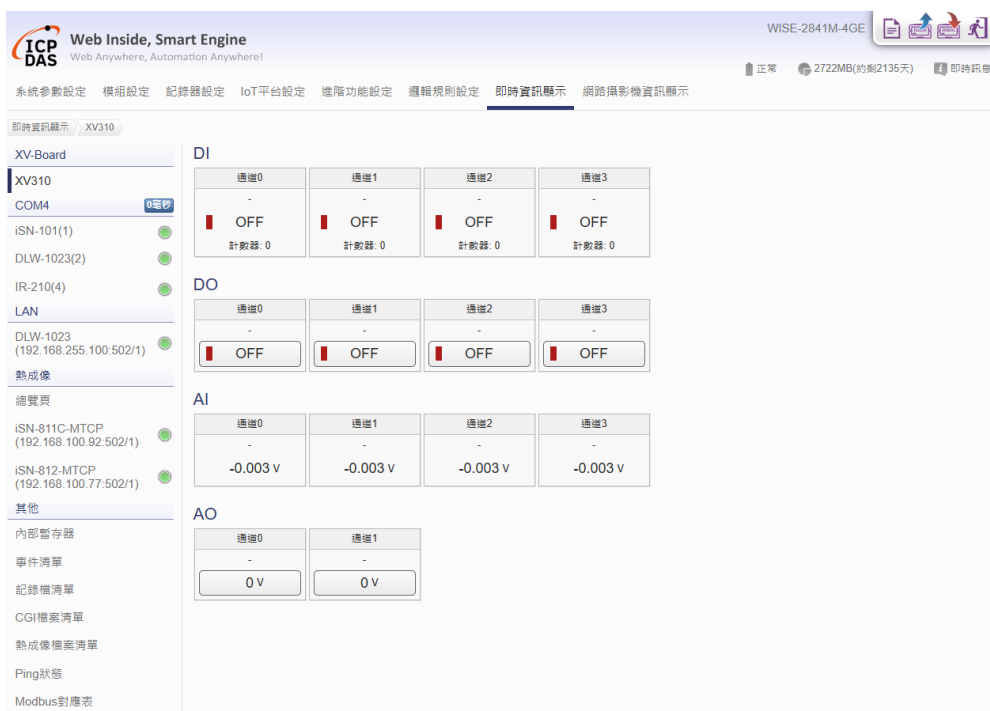 ICP DAS
Web Inside, Smart Engine
Web Anywhere, Automation Anywhere!
WISE-2841M-4GE
正常 2722MB(約剩2135天) 即時訊息
系統參數設定 模組設定 記錄器設定 IoT平台設定 進階功能設定 邏輯規則設定 即時資訊顯示 網路攝影機資訊顯示
即時資訊顯示 XV310
XV-Board
XV310
COM4 0毫秒
iSN-101(1)
DLW-1023(2)
IR-210(4)
LAN
DLW-1023
(192.168.255.100:502/1)
熱成像
總覽頁
iSN-811C-MTCP
(192.168.100.92:502/1)
iSN-812-MTCP
(192.168.100.77:502/1)
其他
內部暫存器
事件清單
記錄檔清單
CGI檔案清單
熱成像檔案清單
Ping狀態
Modbus對應表
DI
通道0 通道1 通道2 通道3
- - - -
OFF OFF OFF OFF
計數器: 0 計數器: 0 計數器: 0 計數器: 0
DO
通道0 通道1 通道2 通道3
- - - -
OFF OFF OFF OFF
AI
通道0 通道1 通道2 通道3
- - - -
-0.003 V -0.003 V -0.003 V -0.003 V
AO
通道0 通道1
- -
0 V 0 V